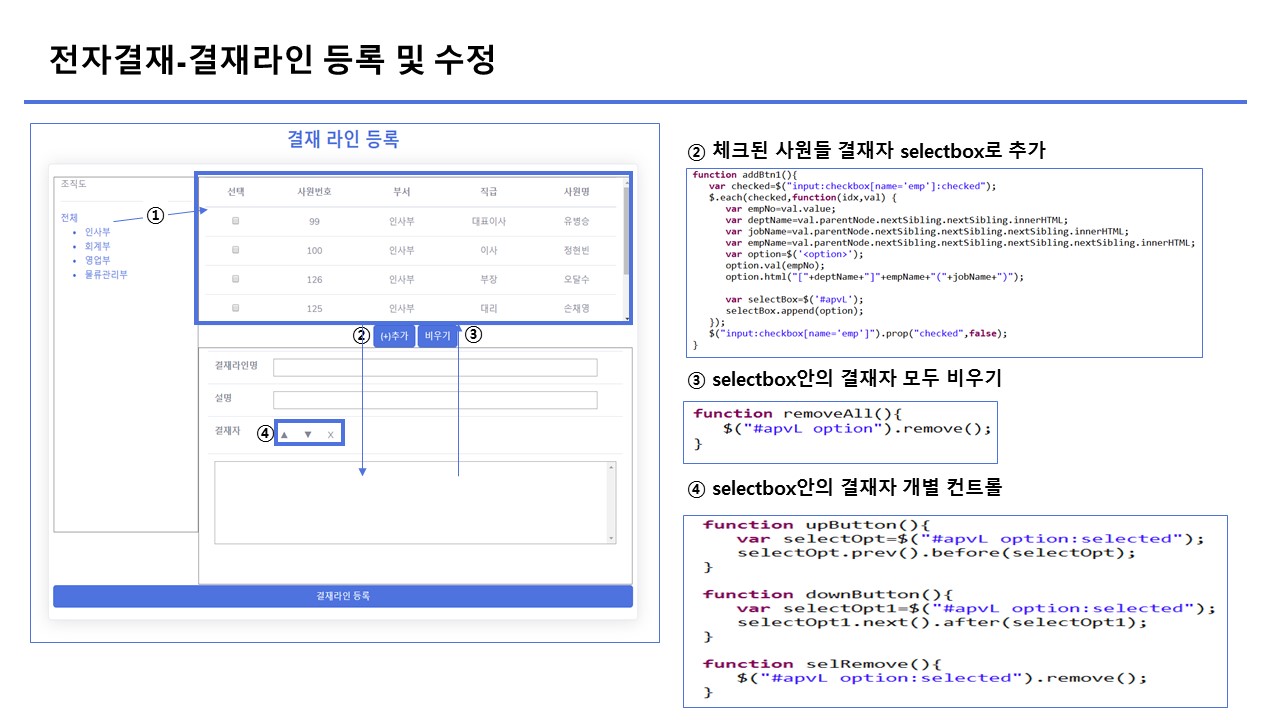 전자결재-결재라인 등록 및 수정
결재 라인 등록
조직도
전체
인사부
회계부
영업부
물류관리부
①
선택 사원번호 부서 직급 사원명
99 인사부 대표이사 유병승
100 인사부 이사 정현빈
126 인사부 부장 오달수
125 인사부 대리 손재영
② (+)추가 비우기 ③
결재라인명
설명
결재자 ④ ▲ ▼ X
결재라인 등록
② 체크된 사원들 결재자 selectbox로 추가
function addBtn1(){
var checked=$("input:checkbox[name='emp']:checked");
$.each(checked,function(idx,val) {
var empNo=val.value;
var deptName=val.parentNode.nextSibling.nextSibling.innerHTML;
var jobName=val.parentNode.nextSibling.nextSibling.nextSibling.innerHTML;
var empName=val.parentNode.nextSibling.nextSibling.nextSibling.nextSibling.innerHTML;
var option=$('<option>');
option.val(empNo);
option.html("["+deptName+"]"+empName+"("+jobName+")");
var selectBox=$('#apvL');
selectBox.append(option);
});
$("input:checkbox[name='emp']").prop("checked",false);
}
③ selectbox안의 결재자 모두 비우기
function removeAll(){
$("#apvL option").remove();
}
④ selectbox안의 결재자 개별 컨트롤
function upButton(){
var selectOpt=$("#apvL option:selected");
selectOpt.prev().before(selectOpt);
}
function downButton(){
var selectOpt1=$("#apvL option:selected");
selectOpt1.next().after(selectOpt1);
}
function selRemove(){
$("#apvL option:selected").remove();
}